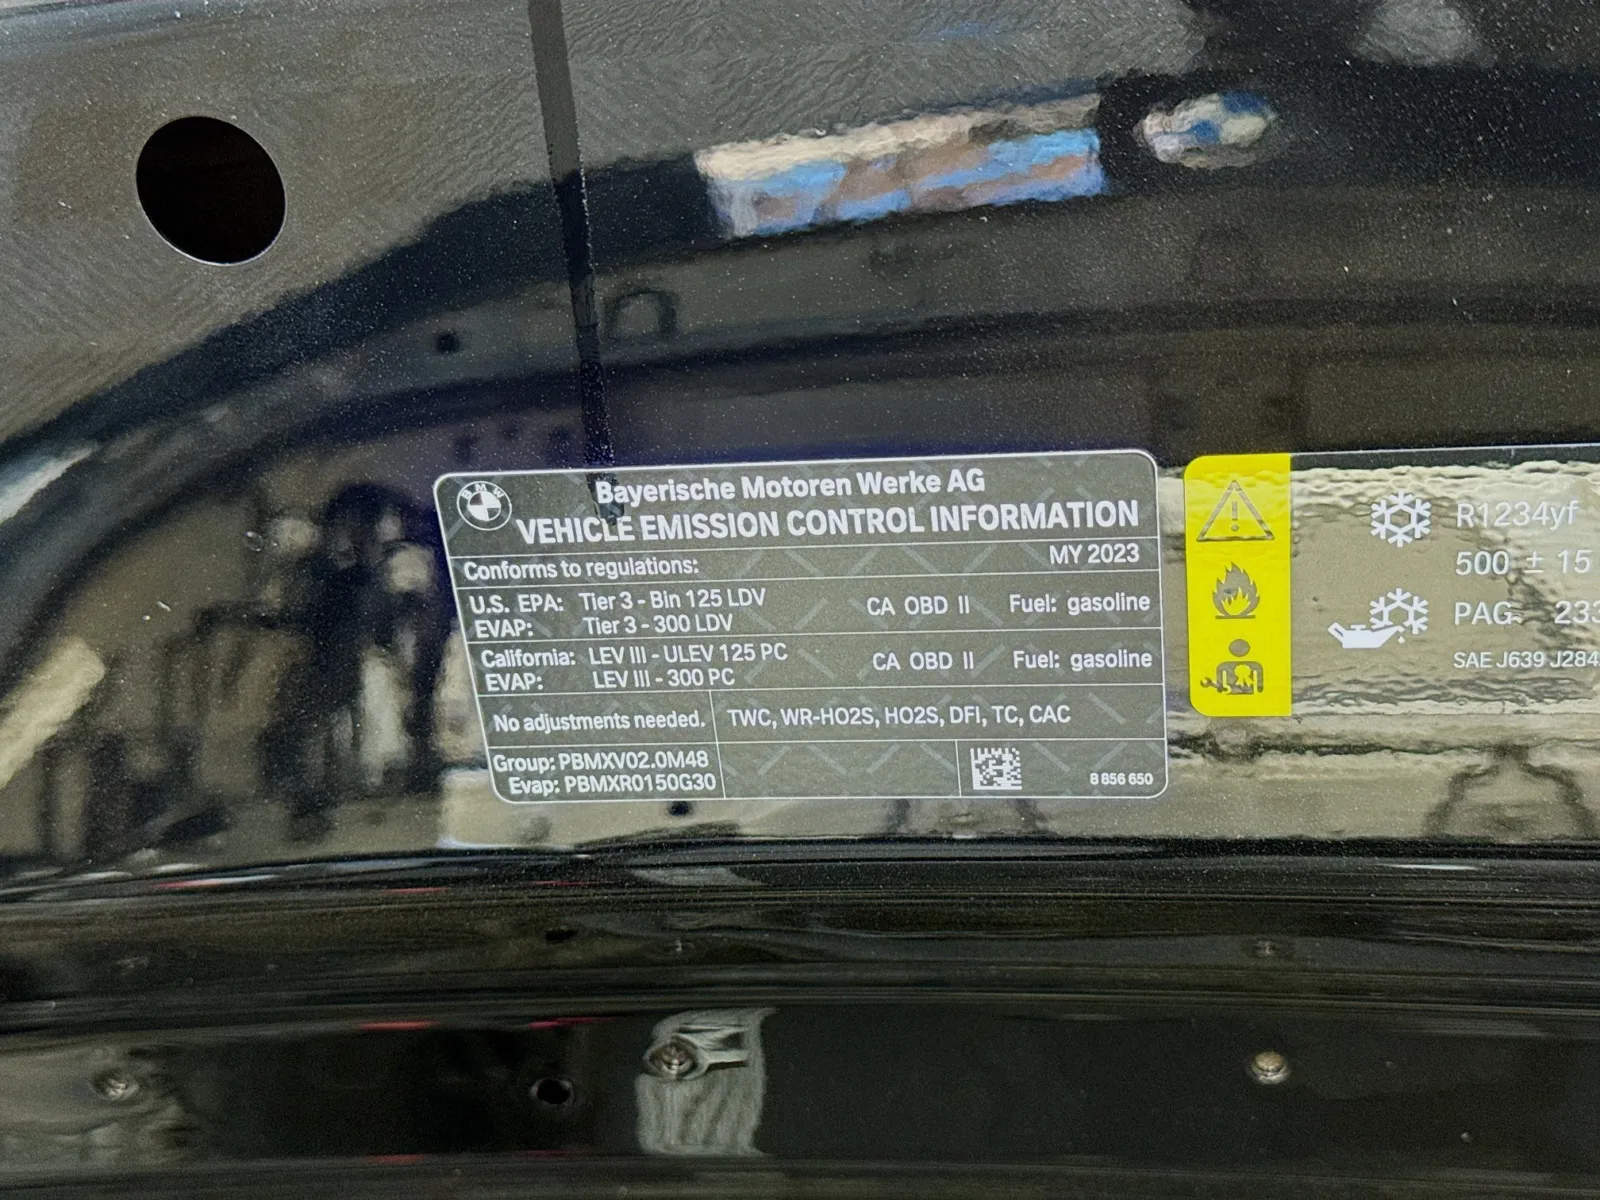 BMW
Bayerische Motoren Werke AG
VEHICLE EMISSION CONTROL INFORMATION
Conforms to regulations: MY 2023
U.S. EPA: Tier 3 - Bin 125 LDV CA OBD II Fuel: gasoline
EVAP: Tier 3 - 300 LDV
California: LEV III - ULEV 125 PC CA OBD II Fuel: gasoline
EVAP: LEV III - 300 PC
No adjustments needed. TWC, WR-HO2S, HO2S, DFI, TC, CAC
Group: PBMXV02.0M48
Evap: PBMXR0150G30
8 856 650
R1234yf
500 ± 15
PAG
SAE J639